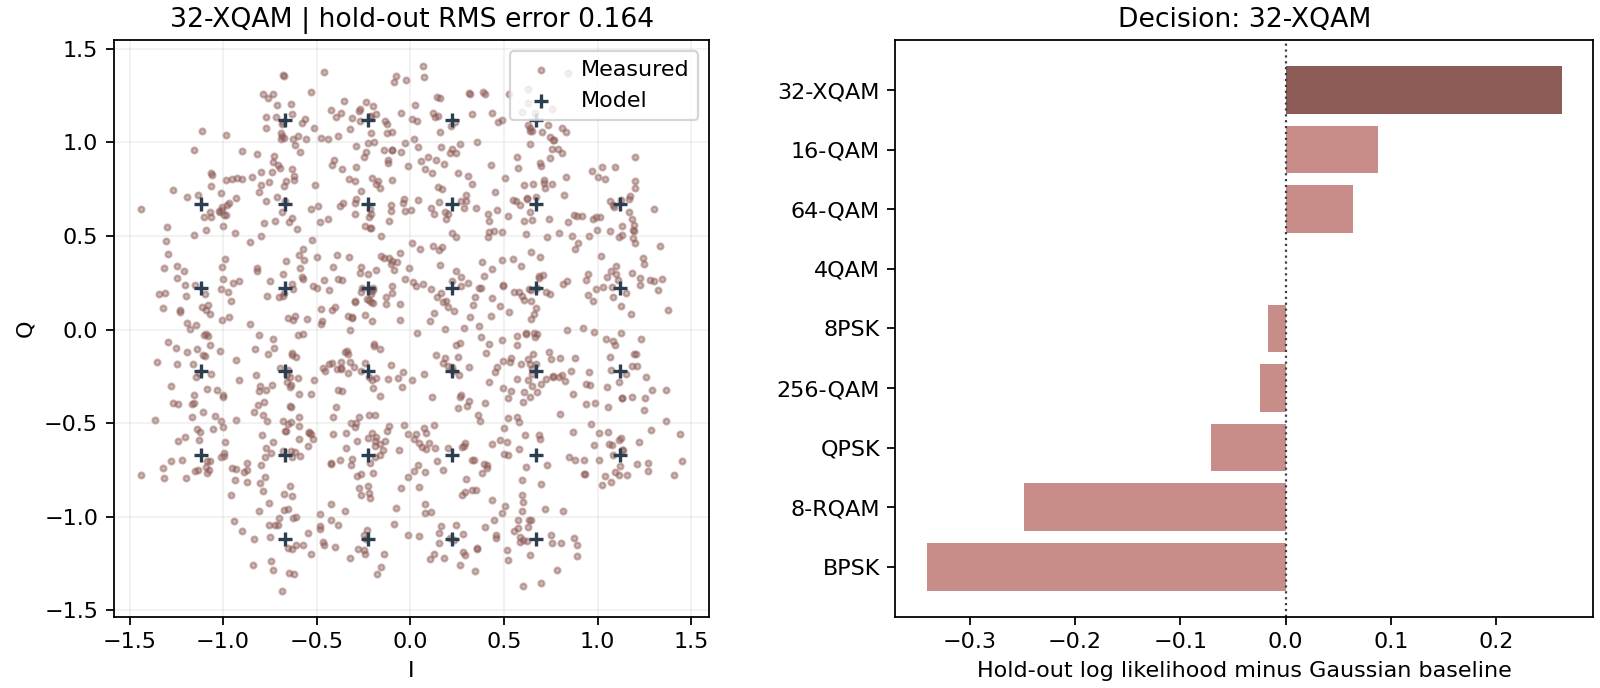 32-XQAM | hold-out RMS error 0.164
Measured
Model
1.5
1.0
0.5
0.0
−0.5
−1.0
−1.5
Q
−1.5
−1.0
−0.5
0.0
0.5
1.0
1.5
I
Decision: 32-XQAM
32-XQAM
16-QAM
64-QAM
4QAM
8PSK
256-QAM
QPSK
8-RQAM
BPSK
−0.3
−0.2
−0.1
0.0
0.1
0.2
Hold-out log likelihood minus Gaussian baseline